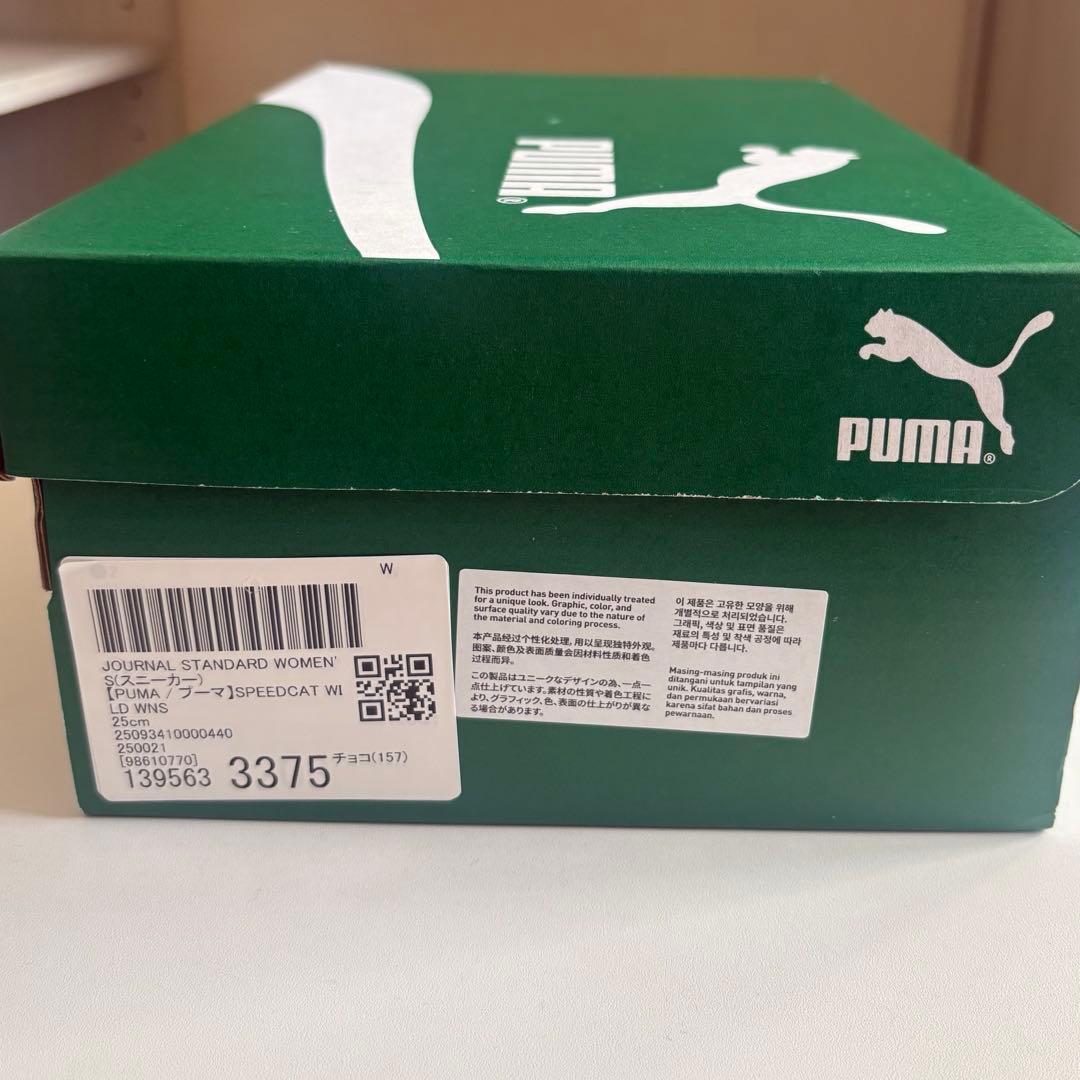 PUMA®
PUMA®
W
JOURNAL STANDARD WOMEN'
S(スニーカー)
【PUMA / プーマ】SPEEDCAT WI
LD WNS
25cm
25093410000440
250021
[98610770]
139563 3375 チョコ(157)
This product has been individually treated
for a unique look. Graphic, color, and
surface quality vary due to the nature of
the material and coloring process.
本产品经过个性化处理，用以呈现独特外观。
图案、颜色及表面质量会因材料性质和着色
过程而异。
この製品はユニークなデザインの為、一点一
点仕上げています。素材の性質や着色工程に
より、グラフィック、色、表面の仕上がりが異な
る場合があります。
이 제품은 고유한 모양을 위해
개별적으로 처리되었습니다.
그래픽, 색상 및 표면 품질은
재료의 특성 및 착색 공정에 따라
제품마다 다릅니다.
Masing-masing produk ini
ditangani untuk tampilan yang
unik. Kualitas grafis, warna,
dan permukaan bervariasi
karena sifat bahan dan proses
pewarnaan.